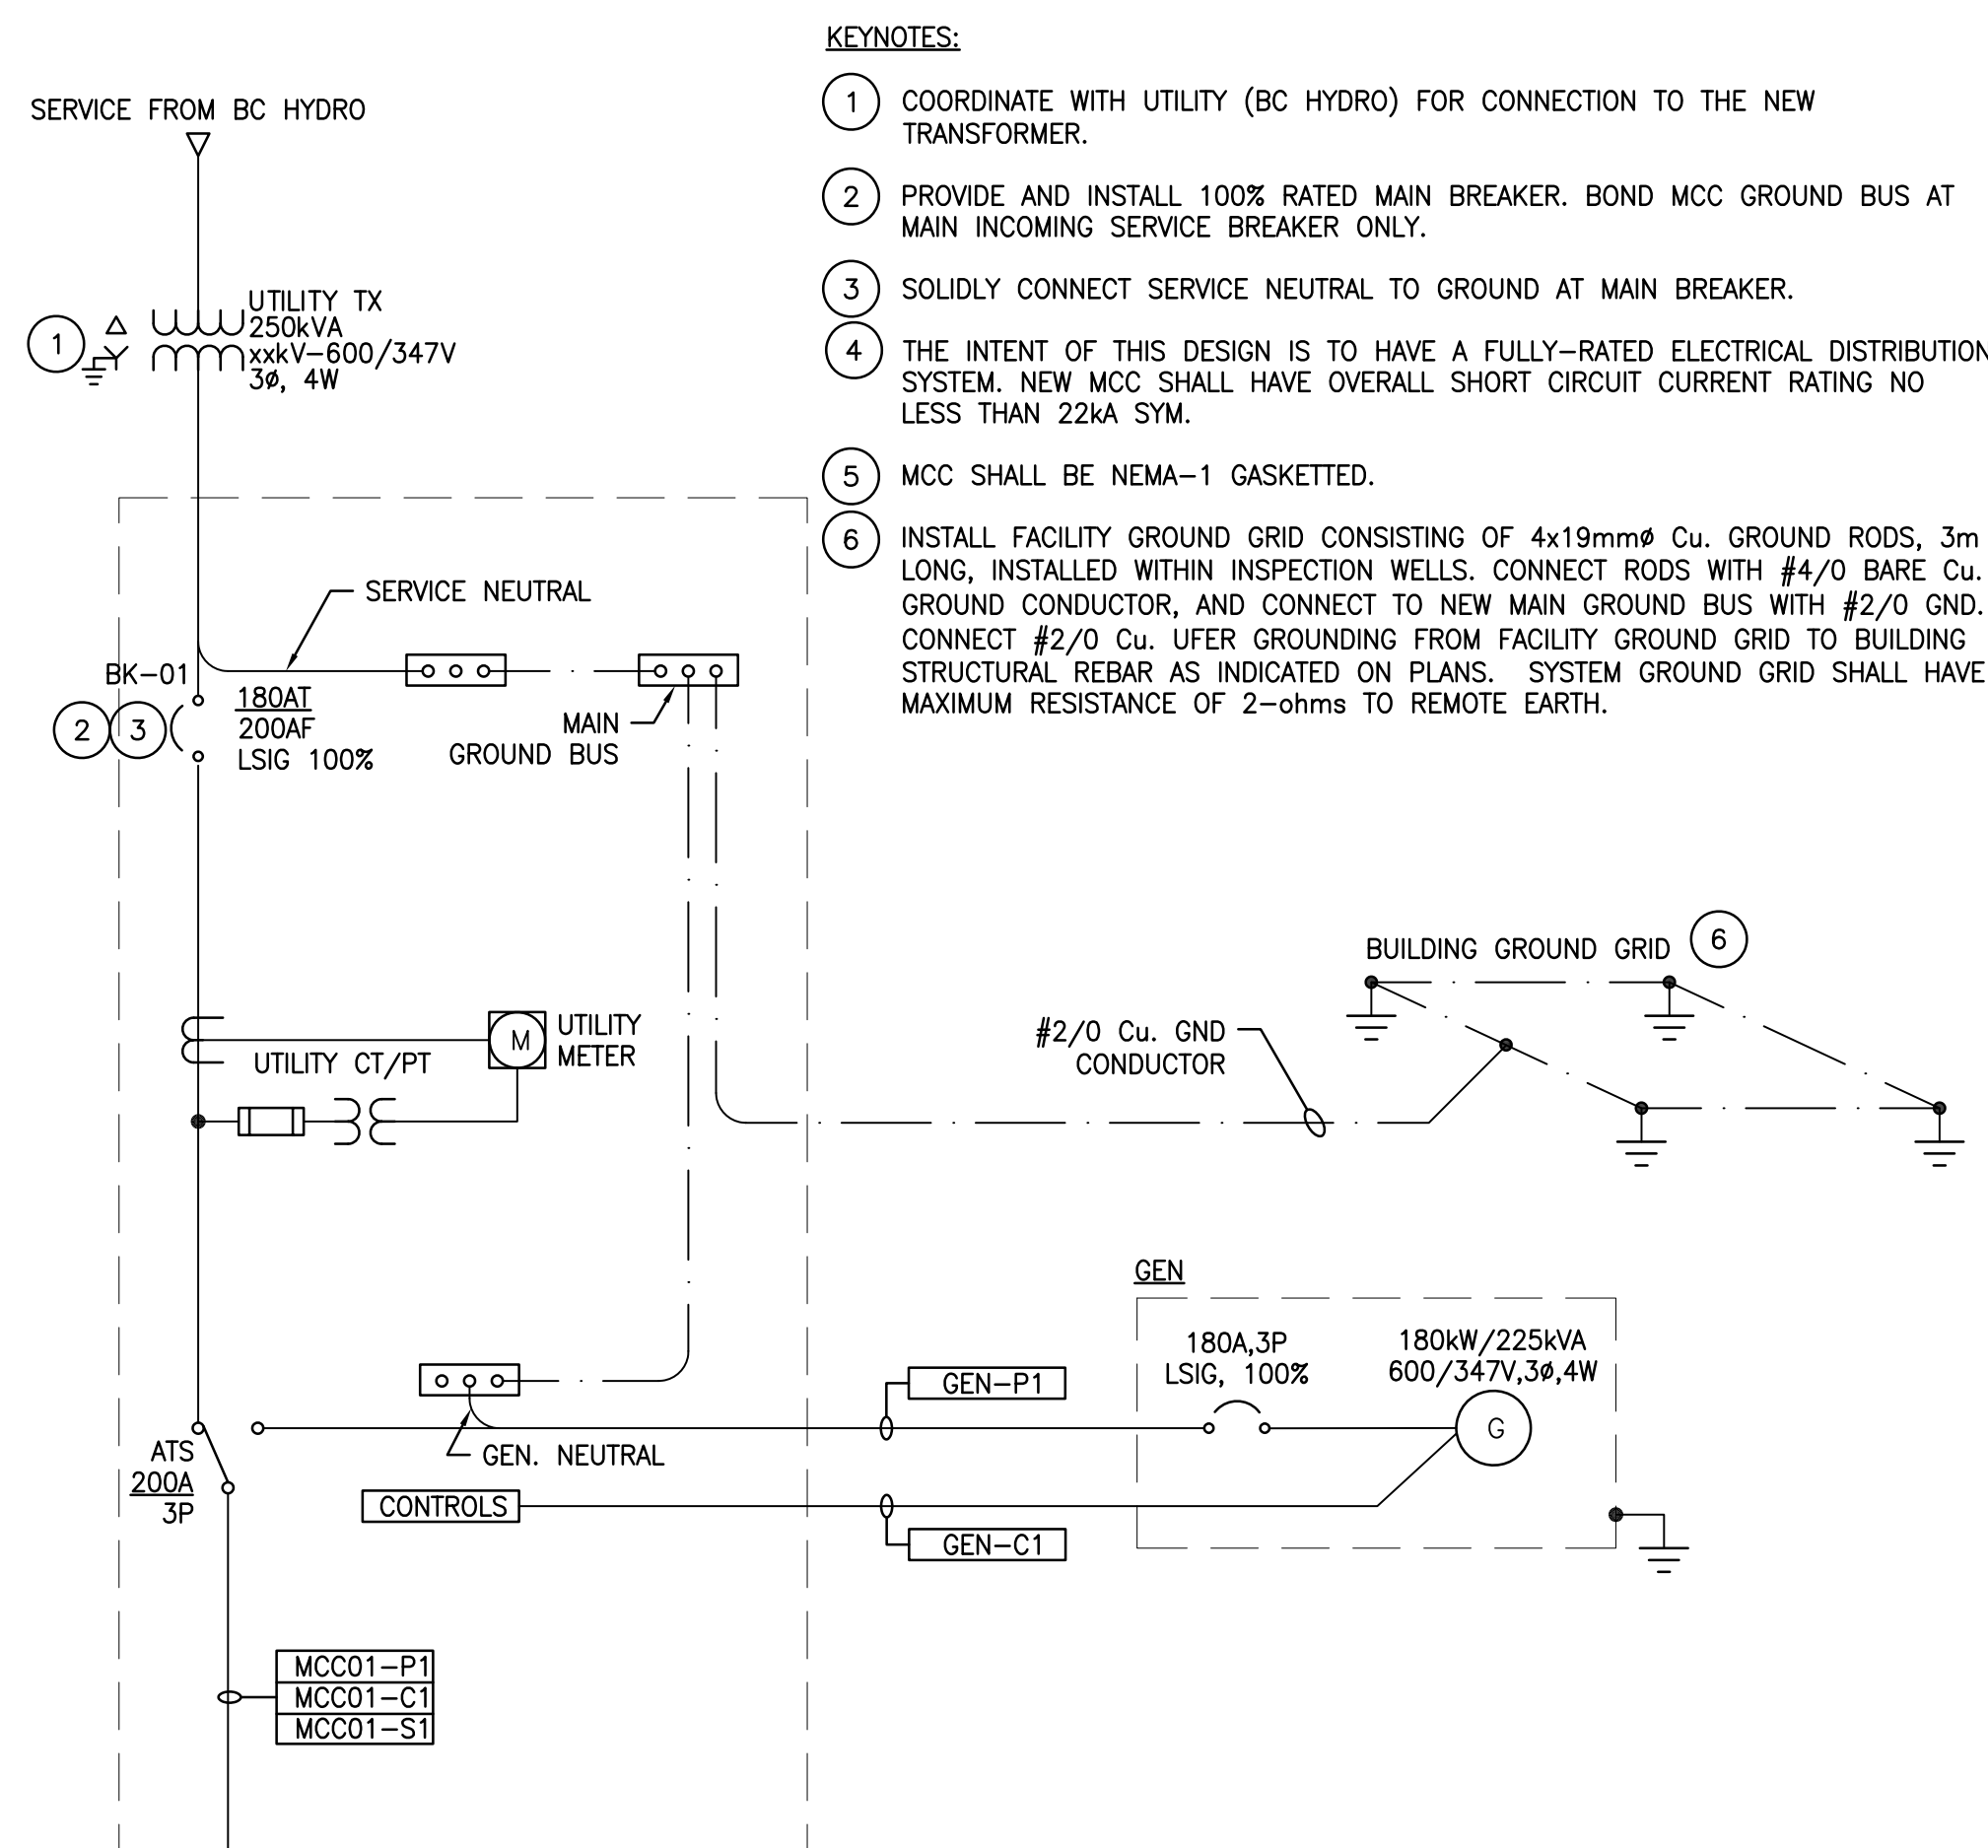 KEYNOTES:
1 COORDINATE WITH UTILITY (BC HYDRO) FOR CONNECTION TO THE NEW
TRANSFORMER.
2 PROVIDE AND INSTALL 100% RATED MAIN BREAKER. BOND MCC GROUND BUS AT
MAIN INCOMING SERVICE BREAKER ONLY.
3 SOLIDLY CONNECT SERVICE NEUTRAL TO GROUND AT MAIN BREAKER.
4 THE INTENT OF THIS DESIGN IS TO HAVE A FULLY-RATED ELECTRICAL DISTRIBUTION
SYSTEM. NEW MCC SHALL HAVE OVERALL SHORT CIRCUIT CURRENT RATING NO
LESS THAN 22kA SYM.
5 MCC SHALL BE NEMA-1 GASKETTED.
6 INSTALL FACILITY GROUND GRID CONSISTING OF 4x19mmø Cu. GROUND RODS, 3m
LONG, INSTALLED WITHIN INSPECTION WELLS. CONNECT RODS WITH #4/0 BARE Cu.
GROUND CONDUCTOR, AND CONNECT TO NEW MAIN GROUND BUS WITH #2/0 GND.
CONNECT #2/0 Cu. UFER GROUNDING FROM FACILITY GROUND GRID TO BUILDING
STRUCTURAL REBAR AS INDICATED ON PLANS. SYSTEM GROUND GRID SHALL HAVE
MAXIMUM RESISTANCE OF 2-ohms TO REMOTE EARTH.
SERVICE FROM BC HYDRO
1
UTILITY TX
250kVA
xxkV-600/347V
3ø, 4W
SERVICE NEUTRAL
BK-01
2 3
180AT
200AF
LSIG 100%
MAIN
GROUND BUS
UTILITY CT/PT
M
UTILITY
METER
BUILDING GROUND GRID 6
#2/0 Cu. GND
CONDUCTOR
GEN
180A,3P
LSIG, 100%
180kW/225kVA
600/347V,3ø,4W
G
GEN-P1
GEN. NEUTRAL
ATS
200A
3P
CONTROLS
GEN-C1
MCC01-P1
MCC01-C1
MCC01-S1